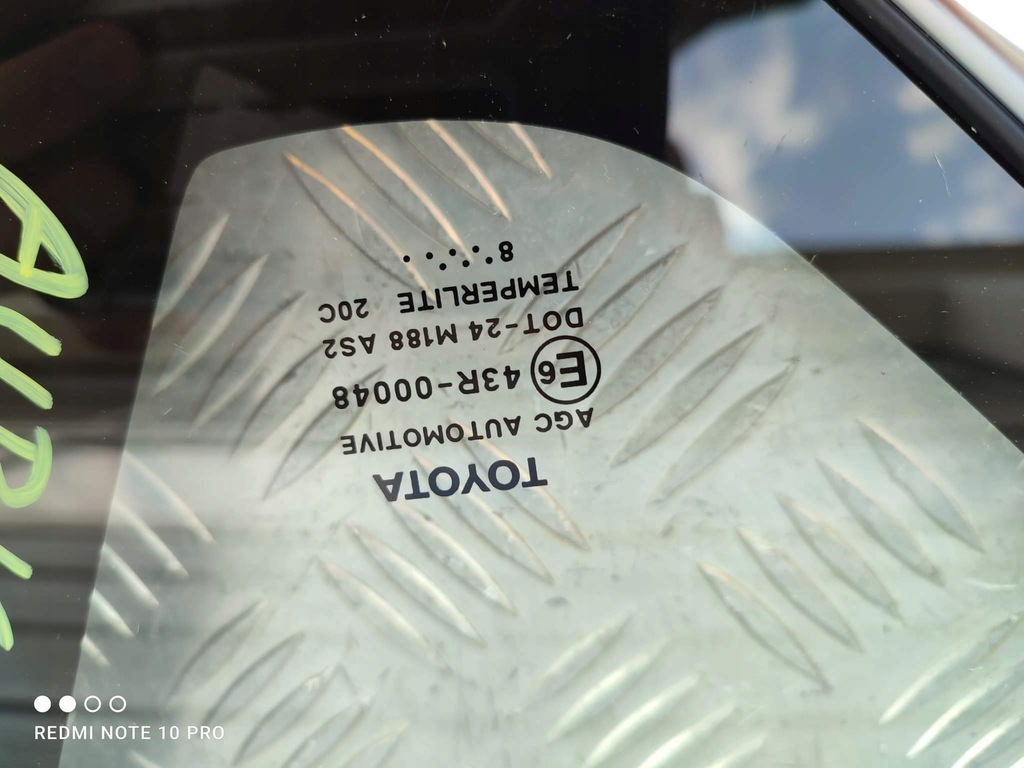 TOYOTA
AGC AUTOMOTIVE
E6 43R-00048
DOT-24 M188 AS2
TEMPERLITE 20C
8
REDMI NOTE 10 PRO